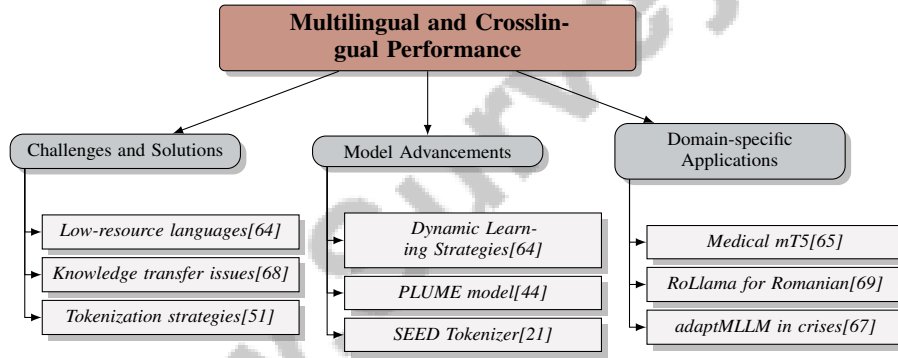 Multilingual and Crosslin-
gual Performance
Challenges and Solutions
Low-resource languages[64]
Knowledge transfer issues[68]
Tokenization strategies[51]
Model Advancements
Dynamic Learn-
ing Strategies[64]
PLUME model[44]
SEED Tokenizer[21]
Domain-specific
Applications
Medical mT5[65]
RoLlama for Romanian[69]
adaptMLLM in crises[67]